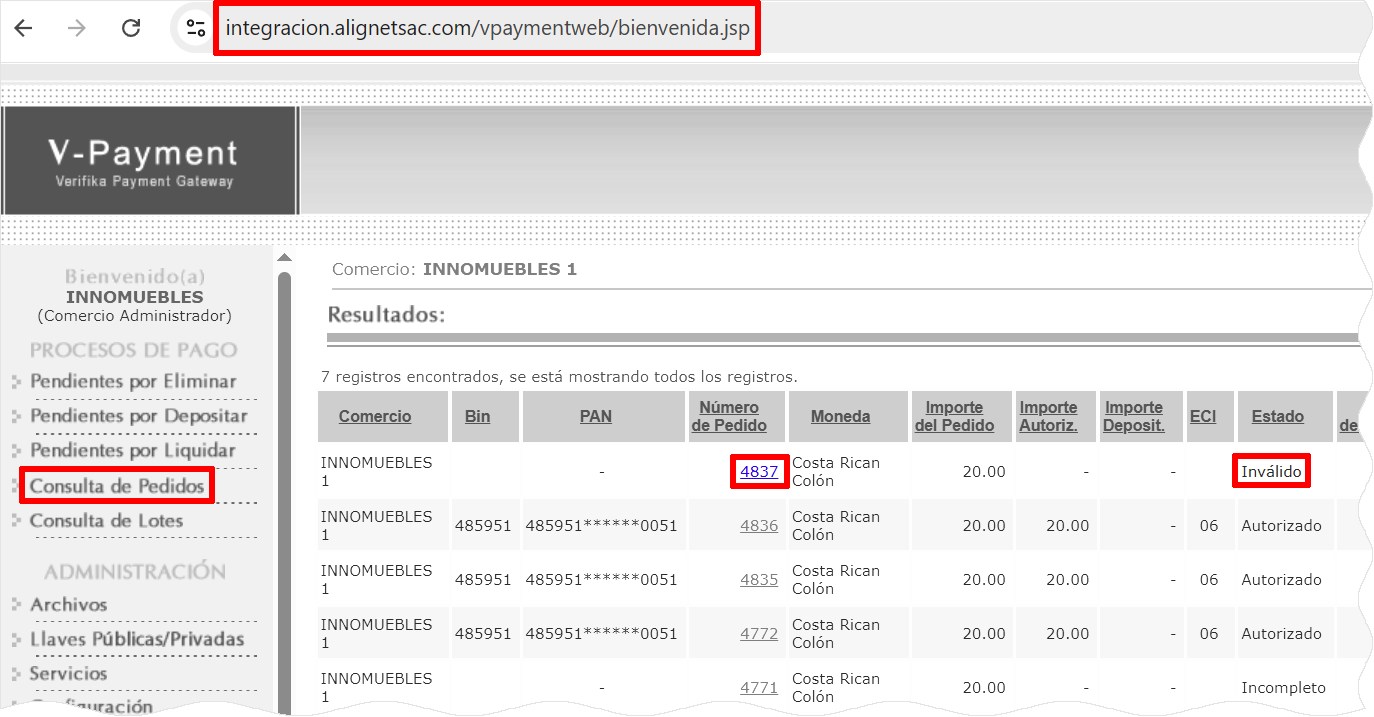 integracion.alignetsac.com/vpaymentweb/bienvenida.jsp
V-Payment
Verifika Payment Gateway
Bienvenido(a)
INNOMUEBLES
(Comercio Administrador)
PROCESOS DE PAGO
Pendientes por Eliminar
Pendientes por Depositar
Pendientes por Liquidar
Consulta de Pedidos
Consulta de Lotes
ADMINISTRACIÓN
Archivos
Llaves Públicas/Privadas
Servicios
Configuración
Comercio: INNOMUEBLES 1
Resultados:
7 registros encontrados, se está mostrando todos los registros.
Comercio Bin PAN Número de Pedido Moneda Importe del Pedido Importe Autoriz. Importe Deposit. ECI Estado de
INNOMUEBLES 1 - 4837 Costa Rican Colón 20.00 - - Inválido
INNOMUEBLES 1 485951 485951******0051 4836 Costa Rican Colón 20.00 20.00 - 06 Autorizado
INNOMUEBLES 1 485951 485951******0051 4835 Costa Rican Colón 20.00 20.00 - 06 Autorizado
INNOMUEBLES 1 485951 485951******0051 4772 Costa Rican Colón 20.00 20.00 - 06 Autorizado
INNOMUEBLES 1 - 4771 Costa Rican Colón 20.00 - - Incompleto